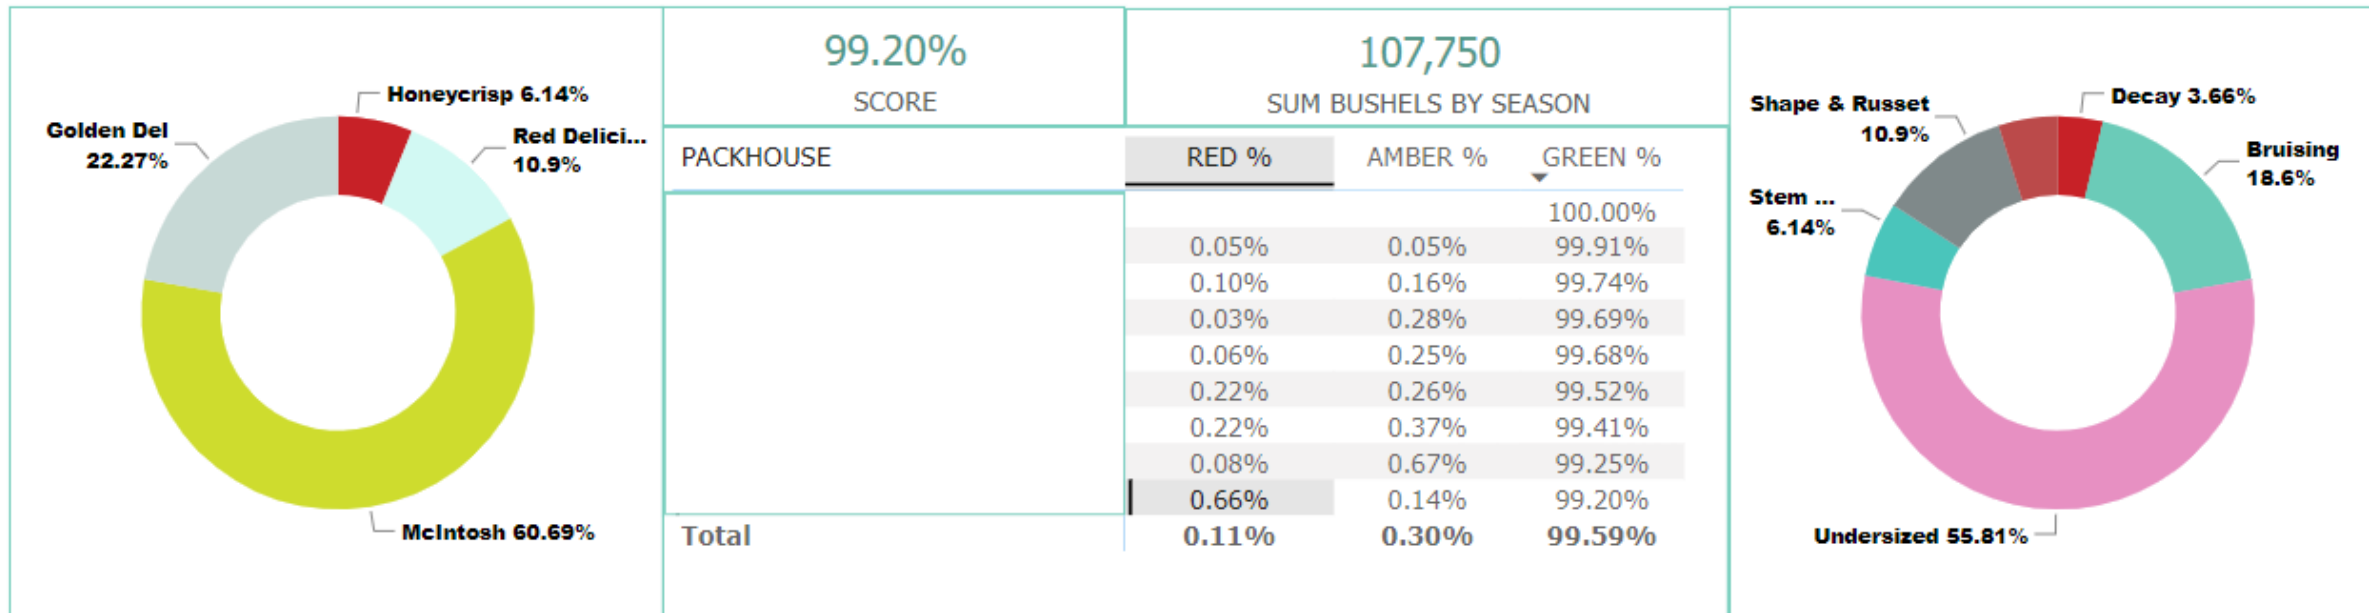 Honeycrisp 6.14%
Golden Del
22.27%
Red Delici...
10.9%
McIntosh 60.69%
99.20%
SCORE
107,750
SUM BUSHELS BY SEASON
PACKHOUSE RED % AMBER % GREEN %
100.00%
0.05% 0.05% 99.91%
0.10% 0.16% 99.74%
0.03% 0.28% 99.69%
0.06% 0.25% 99.68%
0.22% 0.26% 99.52%
0.22% 0.37% 99.41%
0.08% 0.67% 99.25%
0.66% 0.14% 99.20%
Total 0.11% 0.30% 99.59%
Decay 3.66%
Shape & Russet
10.9%
Bruising
18.6%
Stem ...
6.14%
Undersized 55.81%